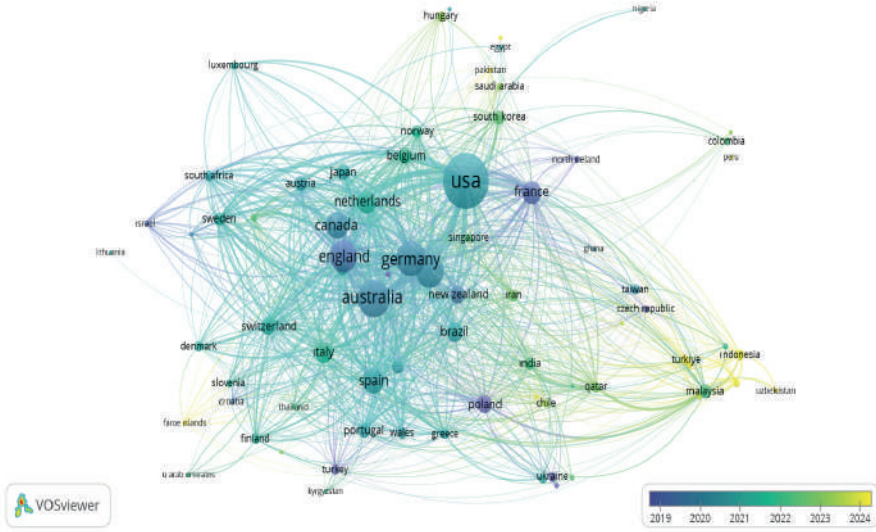 hungary
nigeria
luxembourg
egypt
pakistan
saudi arabia
south korea
norway
colombia
belgium
peru
north ireland
south africa
japan
austria
usa
france
netherlands
israel
sweden
canada
singapore
lithuania
england
germany
ghana
australia
new zealand
iran
taiwan
czech republic
switzerland
brazil
denmark
italy
india
turkiye
indonesia
slovenia
spain
qatar
malaysia
uzbekistan
croatia
thailand
poland
chile
faroe islands
finland
portugal
wales
greece
u arab emirates
turkey
ukraine
kyrgyzstan
VOSviewer
2019 2020 2021 2022 2023 2024